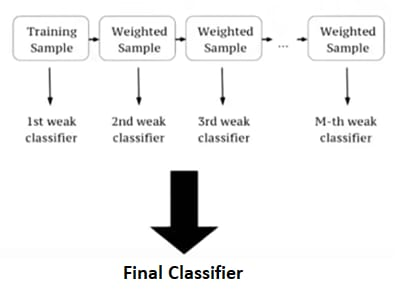 Training Weighted Weighted Weighted
Sample Sample Sample ... Sample
1st weak 2nd weak 3rd weak M-th weak
classifier classifier classifier classifier
Final Classifier